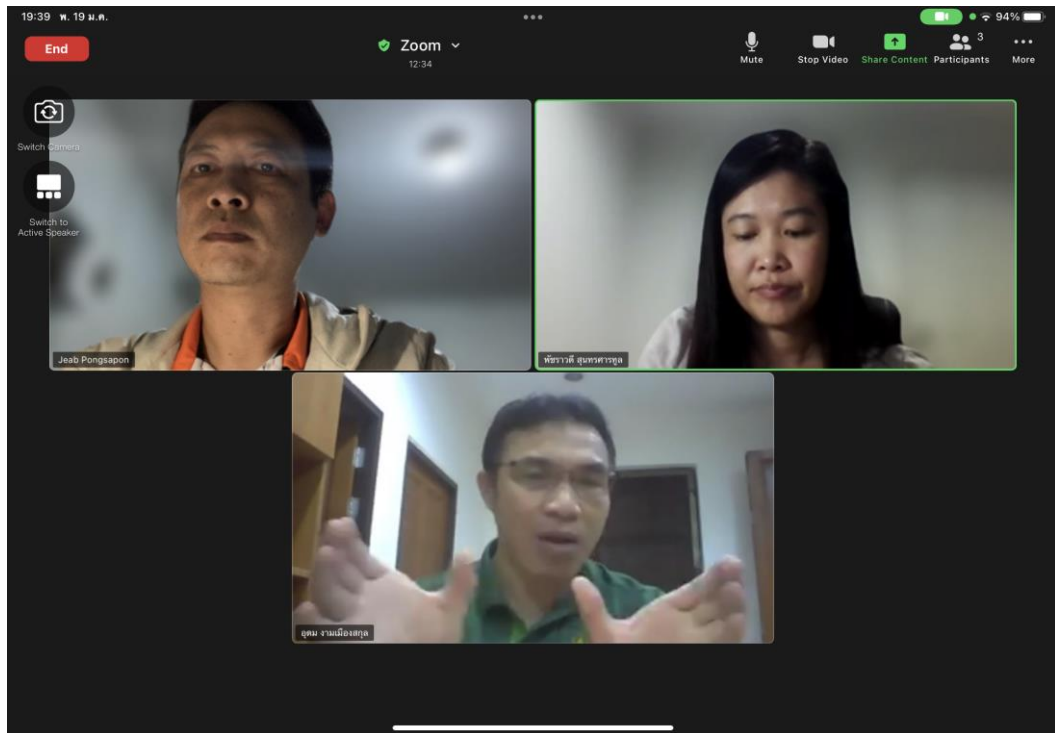 19:39 พ. 19 ม.ค.
94%
End
Zoom
12:34
Mute
Stop Video
Share Content
Participants
3
More
Switch Camera
Switch to
Active Speaker
Jeab Pongsapon
พัชราวดี สุนทรศารทูล
อุดม งามเมืองสกุล